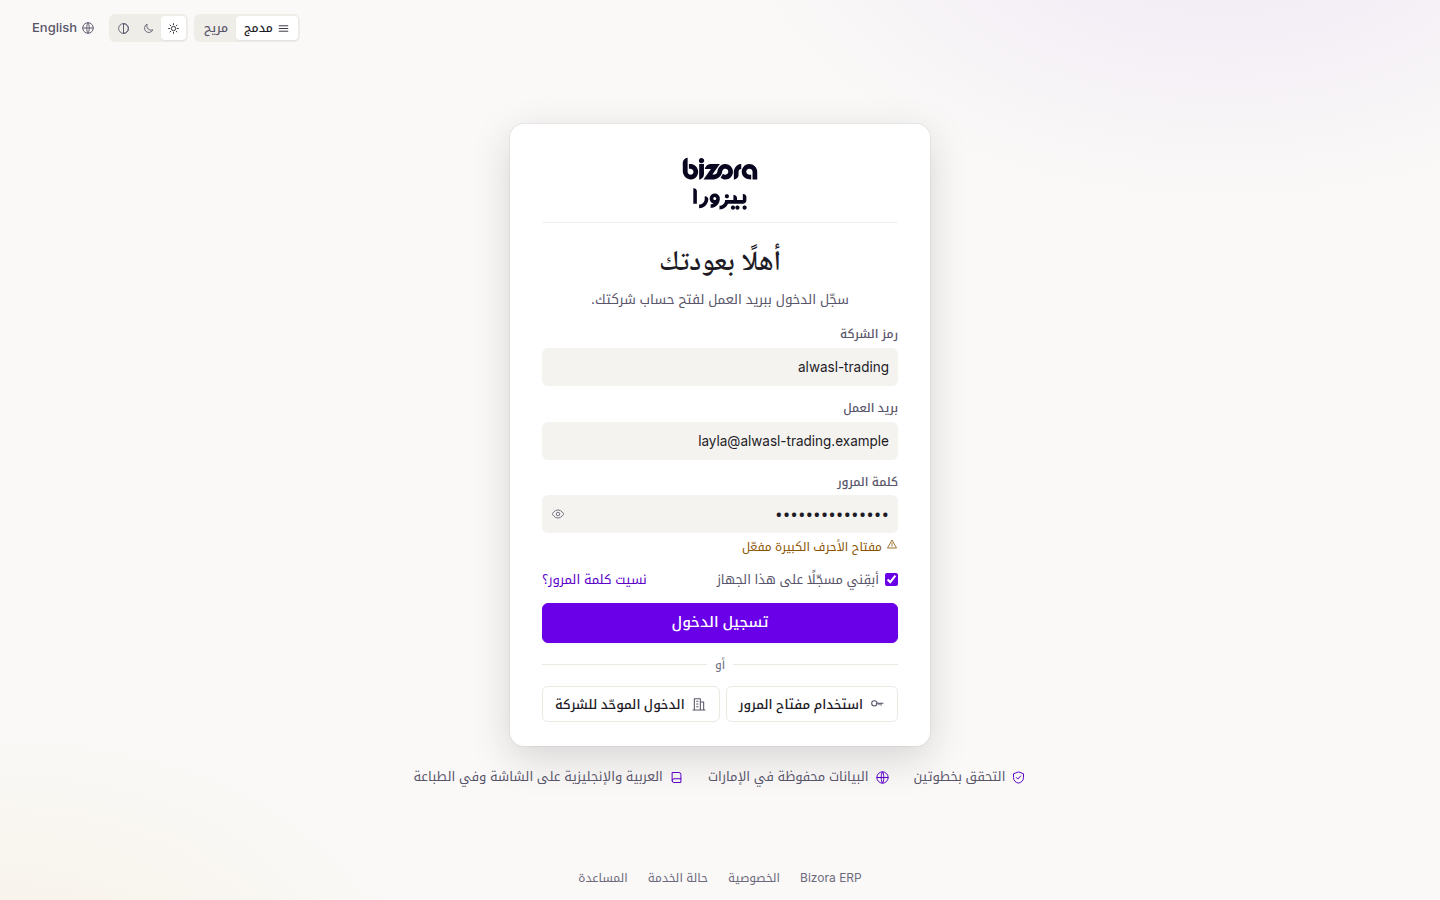 مدمج
مريح
English
bizora
بيزورا
أهلًا بعودتك
سجّل الدخول ببريد العمل لفتح حساب شركتك.
رمز الشركة
alwasl-trading
بريد العمل
layla@alwasl-trading.example
كلمة المرور
•••••••••••••••
مفتاح الأحرف الكبيرة مفعّل
أبقِني مسجّلًا على هذا الجهاز
نسيت كلمة المرور؟
تسجيل الدخول
أو
استخدام مفتاح المرور
الدخول الموحّد للشركة
التحقق بخطوتين
البيانات محفوظة في الإمارات
العربية والإنجليزية على الشاشة وفي الطباعة
Bizora ERP
الخصوصية
حالة الخدمة
المساعدة